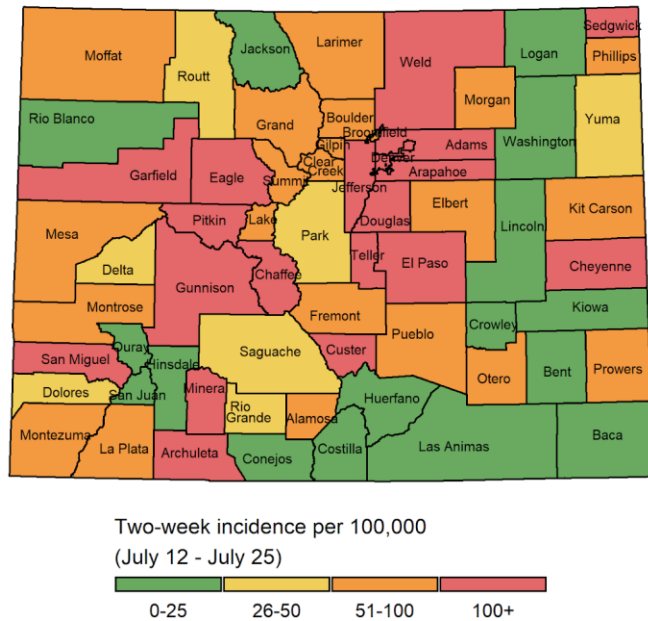 Sedgwick
Moffat
Jackson
Larimer
Logan
Phillips
Routt
Weld
Morgan
Yuma
Rio Blanco
Grand
Boulder
Broomfield
Washington
Gilpin
Adams
Clear
Creek
Denver
Garfield
Eagle
Summit
Arapahoe
Jefferson
Pitkin
Lake
Douglas
Elbert
Kit Carson
Mesa
Park
Lincoln
Delta
Chaffee
Teller
El Paso
Cheyenne
Gunnison
Montrose
Fremont
Kiowa
Crowley
Ouray
Pueblo
San Miguel
Hinsdale
Saguache
Custer
Otero
Bent
Prowers
Dolores
San Juan
Minera
Rio
Grande
Huerfano
Alamosa
Montezuma
La Plata
Archuleta
Conejos
Costilla
Las Animas
Baca
Two-week incidence per 100,000
(July 12 - July 25)
0-25
26-50
51-100
100+